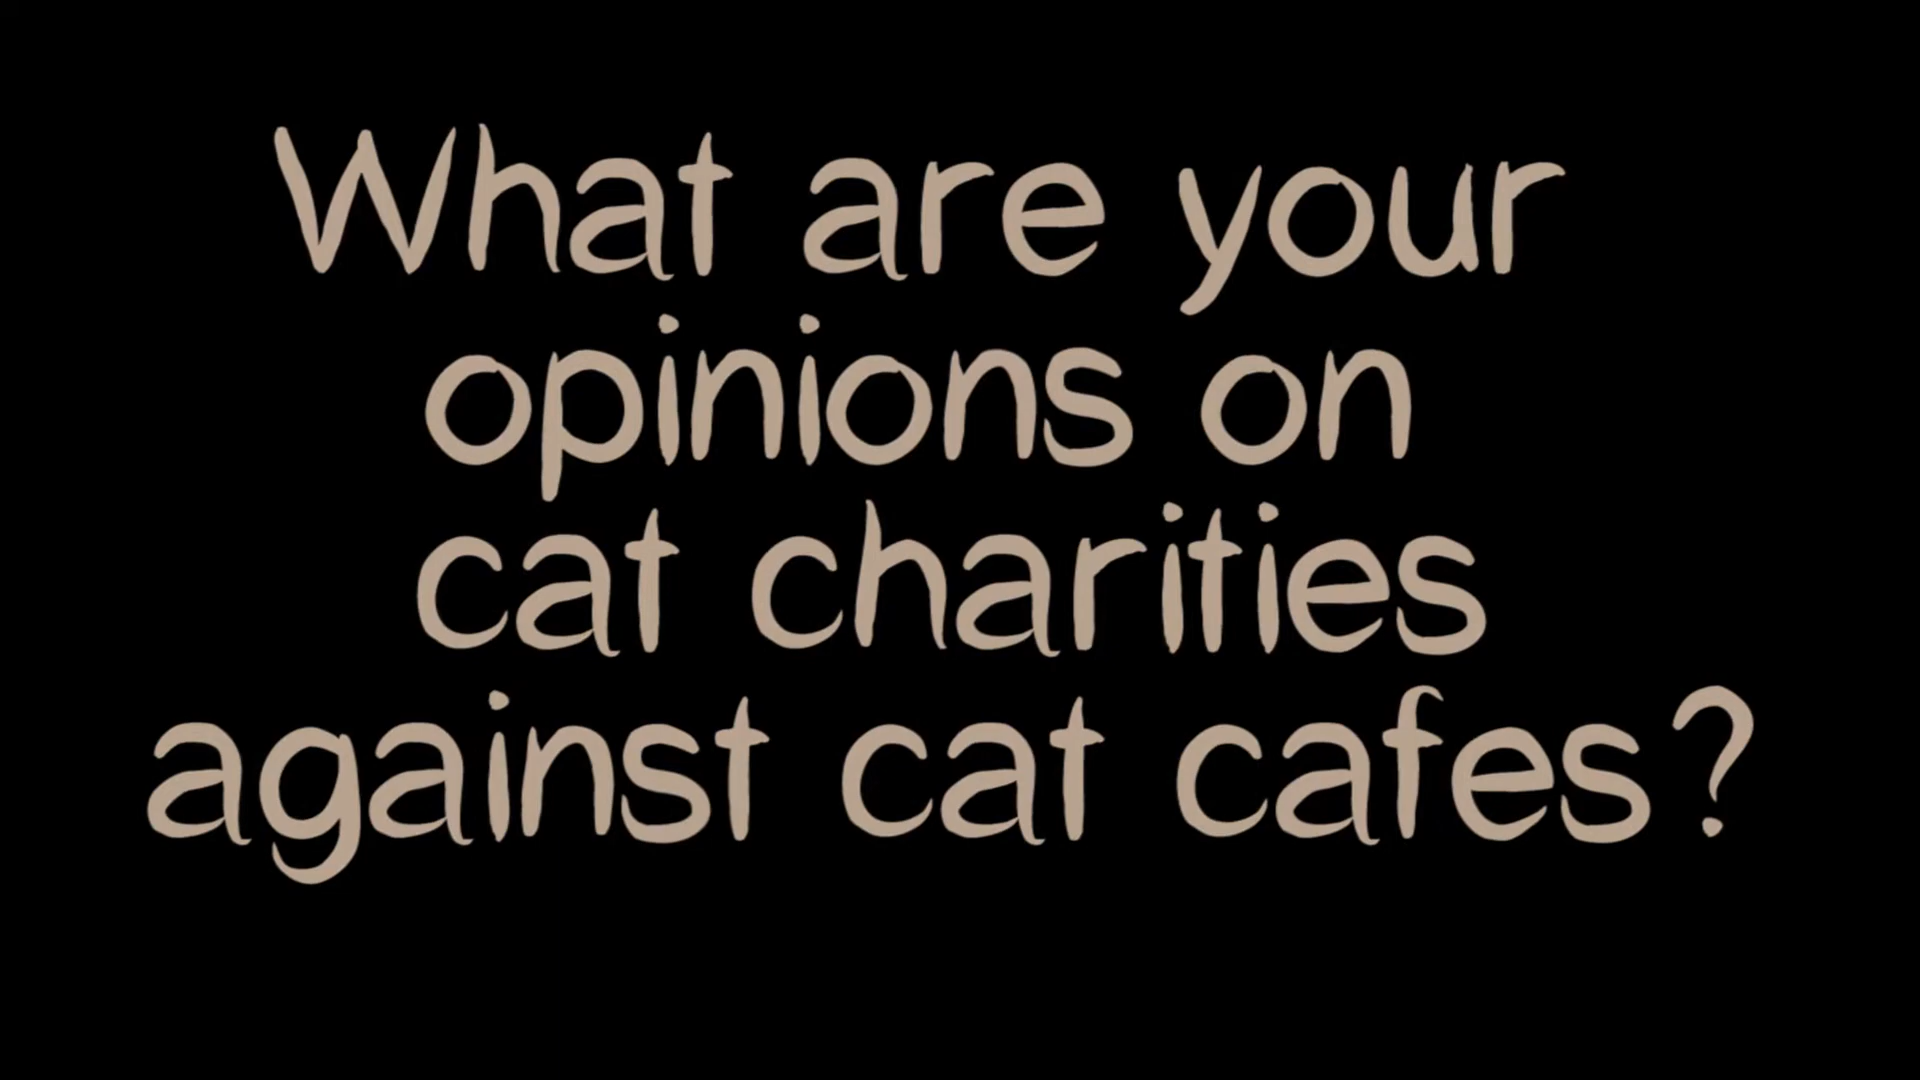 What are your
opinions on
cat charities
against cat cafes?